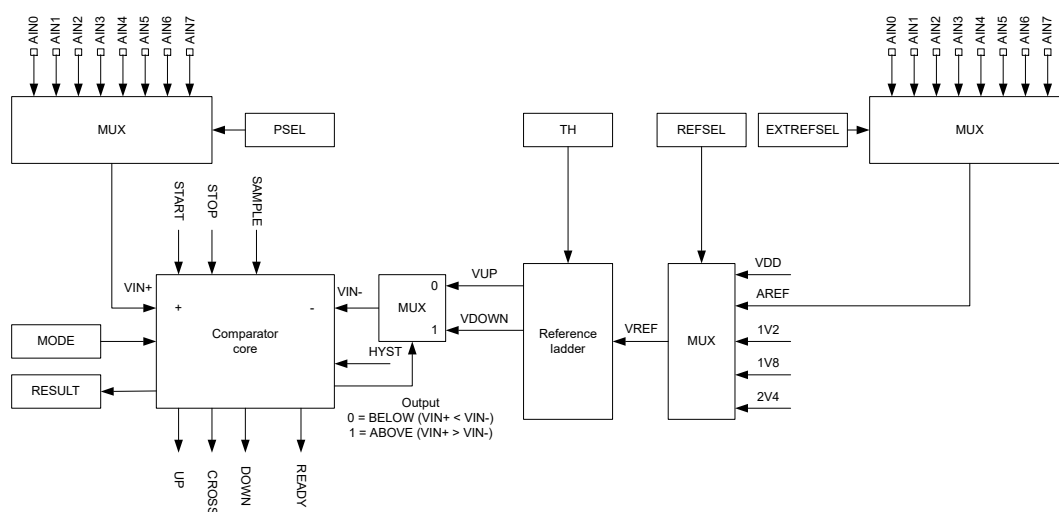 AIN0
AIN1
AIN2
AIN3
AIN4
AIN5
AIN6
AIN7
AIN0
AIN1
AIN2
AIN3
AIN4
AIN5
AIN6
AIN7
MUX
PSEL
TH
REFSEL
EXTREFSEL
MUX
START
STOP
SAMPLE
VIN+
+
-
Comparator
core
VIN-
0
MUX
1
VUP
VDOWN
HYST
Reference
ladder
VREF
MUX
VDD
AREF
1V2
1V8
2V4
MODE
RESULT
Output
0 = BELOW (VIN+ < VIN-)
1 = ABOVE (VIN+ > VIN-)
UP
CROSS
DOWN
READY